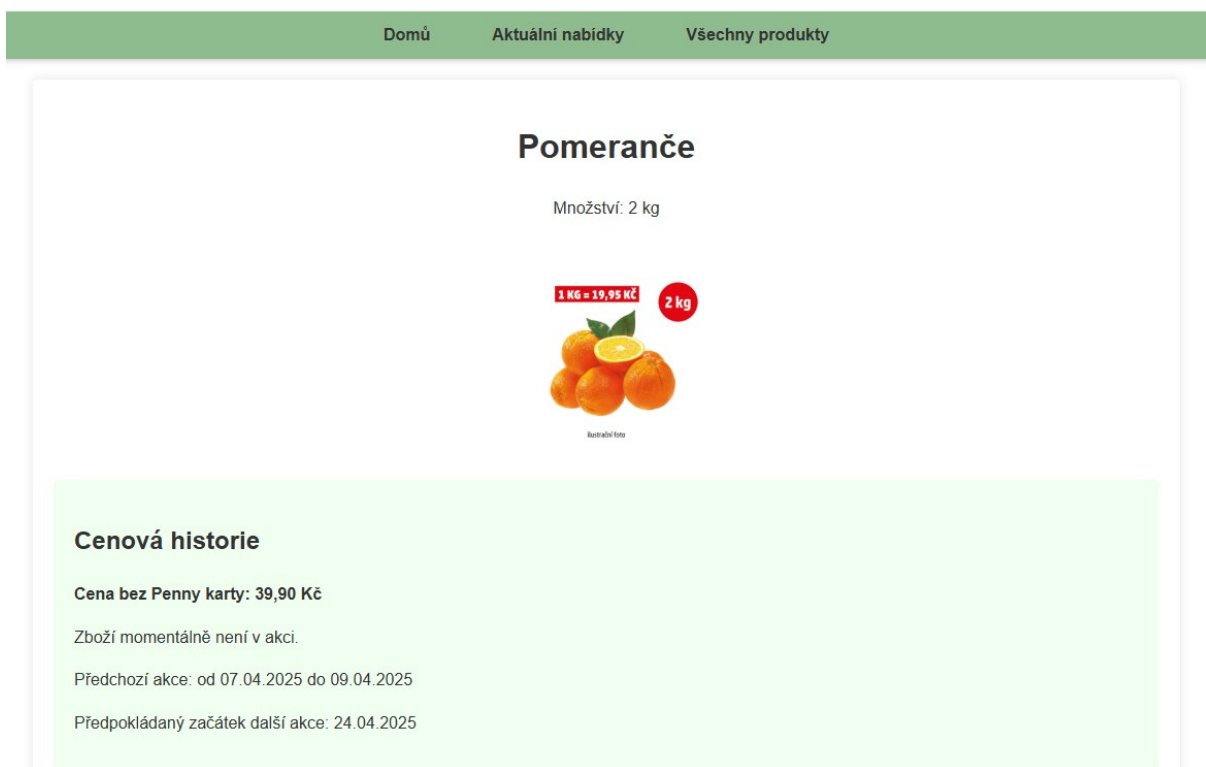 Domů Aktuální nabídky Všechny produkty
Pomeranče
Množství: 2 kg
1 KG = 19,95 KČ
2 kg
ilustrační foto
Cenová historie
Cena bez Penny karty: 39,90 Kč
Zboží momentálně není v akci.
Předchozí akce: od 07.04.2025 do 09.04.2025
Předpokládaný začátek další akce: 24.04.2025